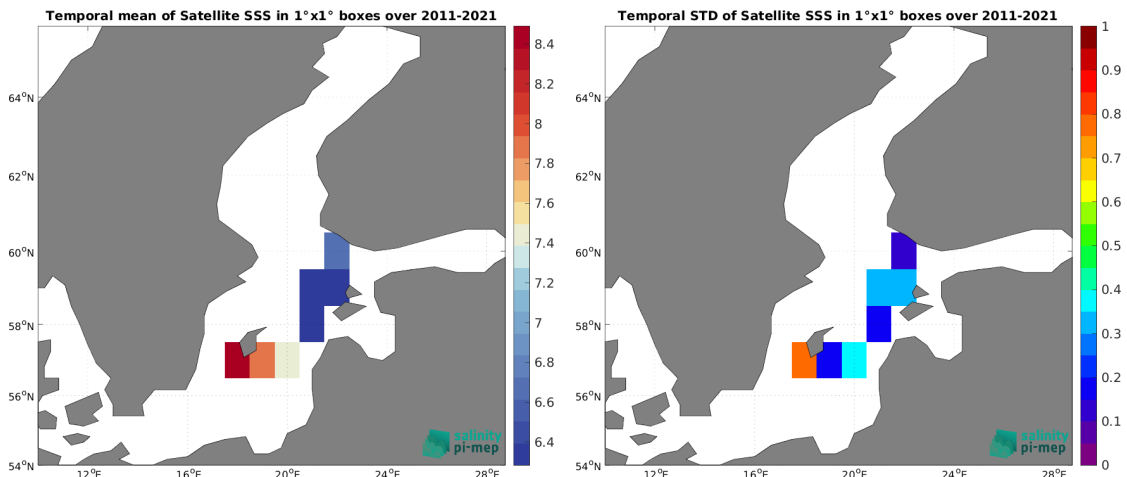 Temporal mean of Satellite SSS in 1°x1° boxes over 2011-2021
64°N
62°N
60°N
58°N
56°N
54°N
12°E
16°E
20°E
24°E
28°E
8.4
8.2
8
7.8
7.6
7.4
7.2
7
6.8
6.6
6.4
salinity
pi-mep
Temporal STD of Satellite SSS in 1°x1° boxes over 2011-2021
64°N
62°N
60°N
58°N
56°N
54°N
12°E
16°E
20°E
24°E
28°E
1
0.9
0.8
0.7
0.6
0.5
0.4
0.3
0.2
0.1
0
salinity
pi-mep